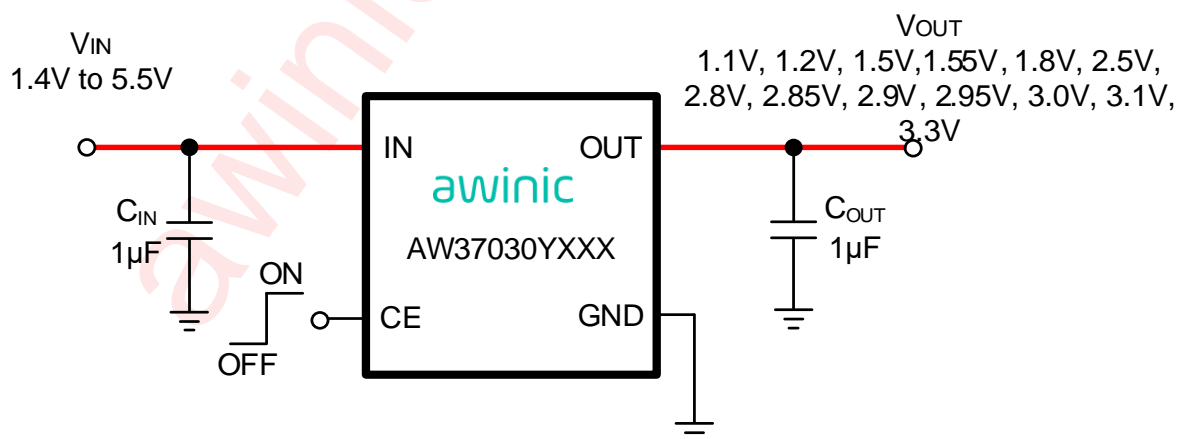 VIN
1.4V to 5.5V
VOUT
1.1V, 1.2V, 1.5V,1.55V, 1.8V, 2.5V,
2.8V, 2.85V, 2.9V, 2.95V, 3.0V, 3.1V,
3.3V
IN
OUT
awinic
AW37030YXXX
CIN
1µF
COUT
1µF
ON
OFF
CE
GND
awinic